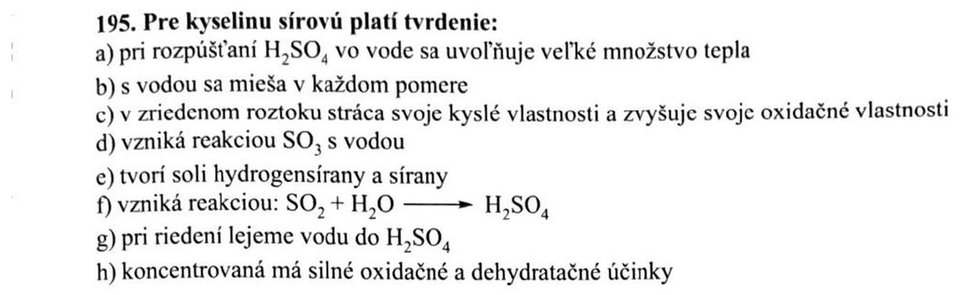 195. Pre kyselinu sírovú platí tvrdenie:
a) pri rozpúšťaní H₂SO₄ vo vode sa uvoľňuje veľké množstvo tepla
b) s vodou sa mieša v každom pomere
c) v zriedenom roztoku stráca svoje kyslé vlastnosti a zvyšuje svoje oxidačné vlastnosti
d) vzniká reakciou SO₃ s vodou
e) tvorí soli hydrogensírany a sírany
f) vzniká reakciou: SO₂ + H₂O ⟶ H₂SO₄
g) pri riedení lejeme vodu do H₂SO₄
h) koncentrovaná má silné oxidačné a dehydratačné účinky